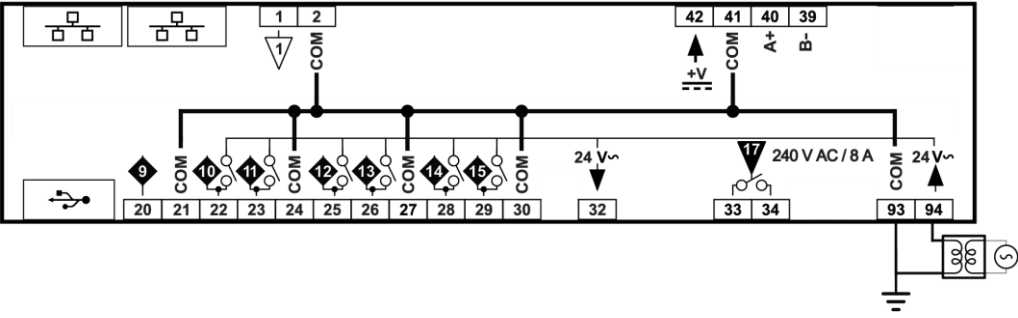 1 2 42 41 40 39
1 COM +V COM A+ B-
9 COM 10 11 COM 12 13 COM 14 15 COM 24 V~ 17 240 V AC / 8 A COM 24 V~
20 21 22 23 24 25 26 27 28 29 30 32 33 34 93 94